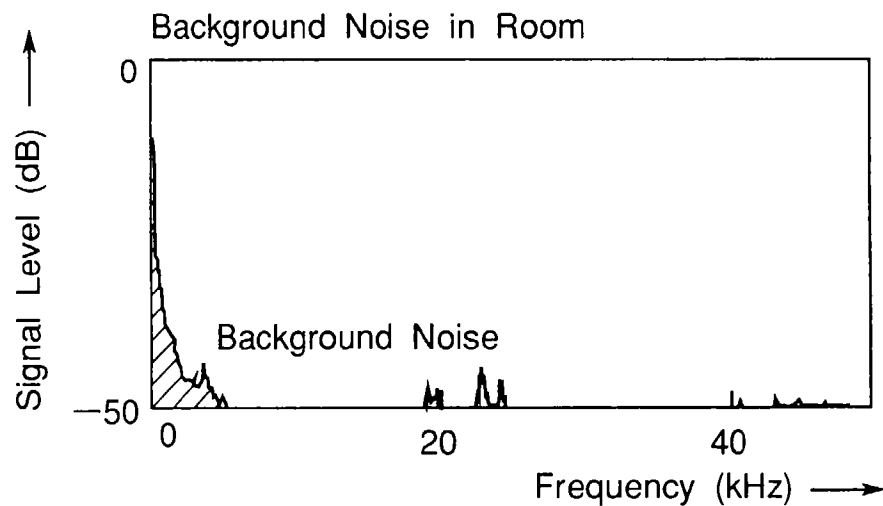 Background Noise in Room
0
Signal Level (dB)
Background Noise
—50
0 20 40
Frequency (kHz)